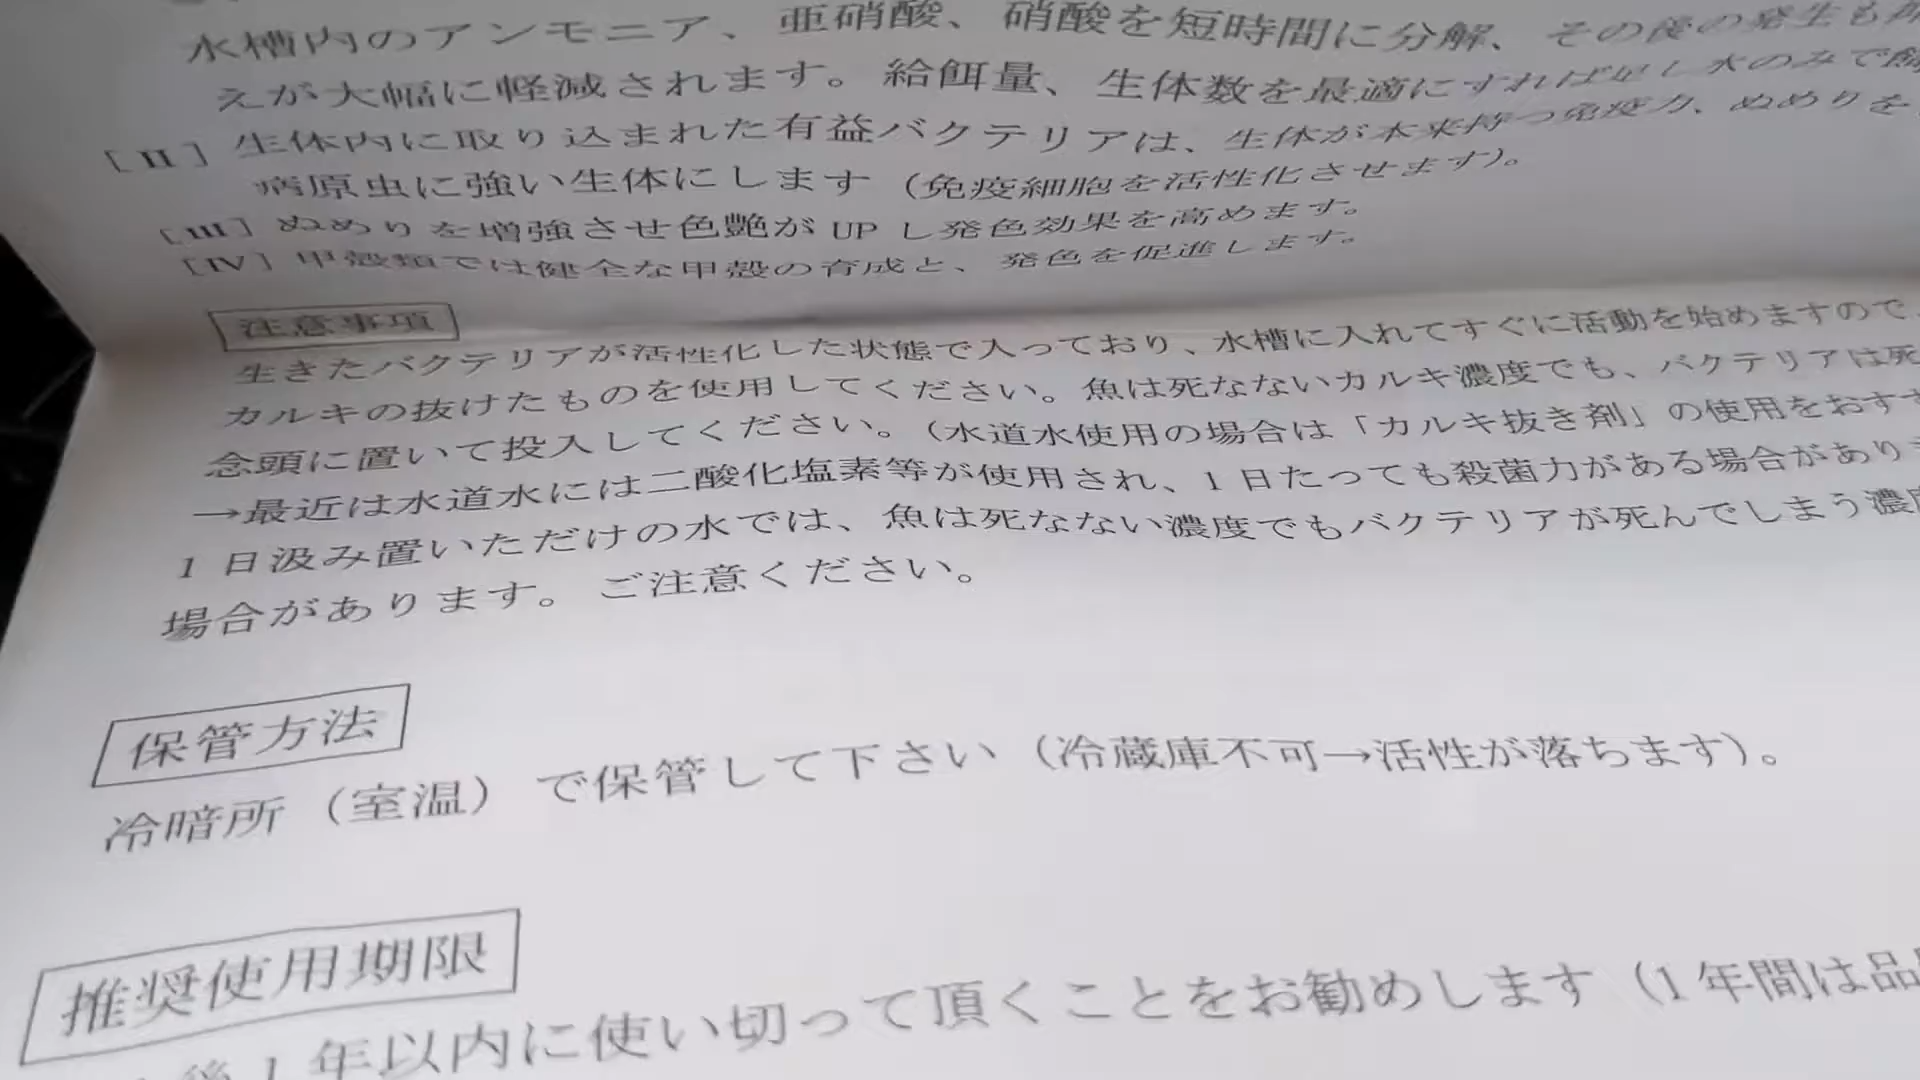 水槽内のアンモニア、亜硝酸、硝酸を短時間に分解、その後の発生も
えが大幅に軽減されます。給餌量、生体数を最適にすれば足し水のみで
[II] 生体内に取り込まれた有益バクテリアは、生体が本来持つ免疫力、ぬめりを
病原虫に強い生体にします（免疫細胞を活性化させます）。
[III] ぬめりを増強させ色艶がUPし発色効果を高めます。
[IV] 甲殻類では健全な甲殻の育成と、発色を促進します。
注意事項
生きたバクテリアが活性化した状態で入っており、水槽に入れてすぐに活動を始めますので、
カルキの抜けたものを使用してください。魚は死なないカルキ濃度でも、バクテリアは死
念頭に置いて投入してください。（水道水使用の場合は「カルキ抜き剤」の使用をおすす
→最近は水道水には二酸化塩素等が使用され、1日たっても殺菌力がある場合があり
1日汲み置いただけの水では、魚は死なない濃度でもバクテリアが死んでしまう濃度
場合があります。ご注意ください。
保管方法
冷暗所（室温）で保管して下さい（冷蔵庫不可→活性が落ちます）。
推奨使用期限
後1年以内に使い切って頂くことをお勧めします（1年間は品